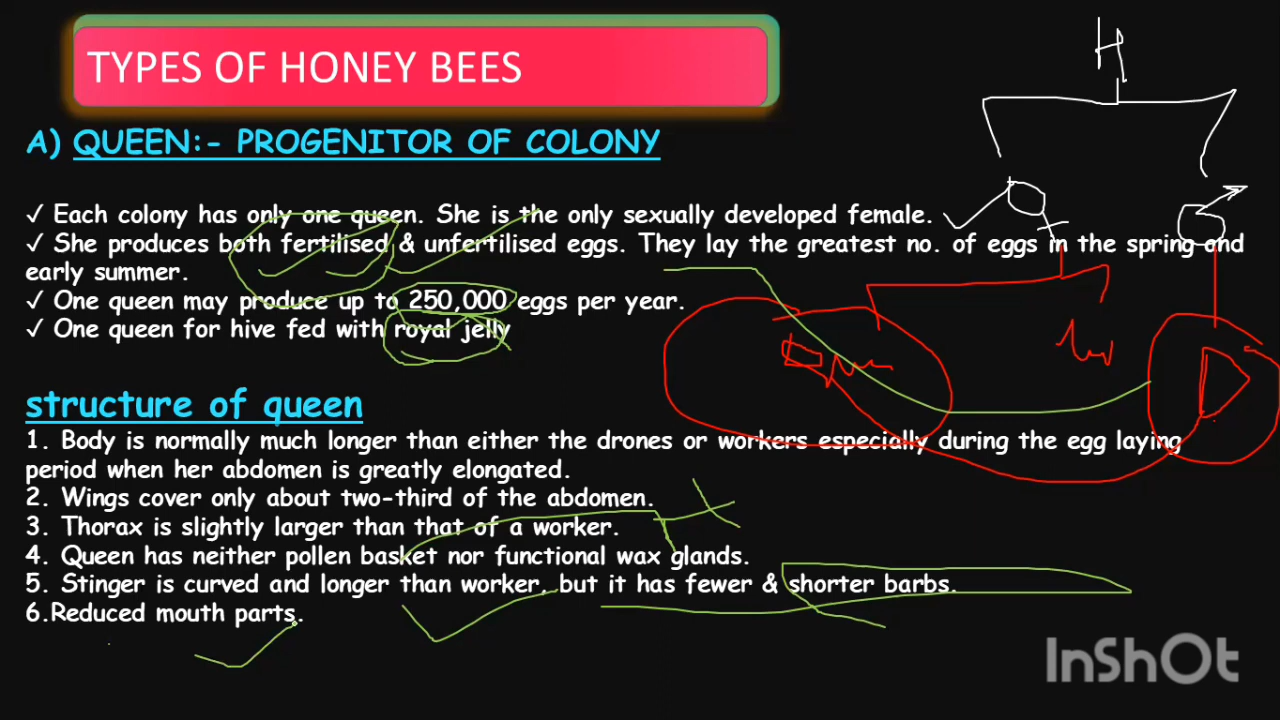 TYPES OF HONEY BEES
H
A) QUEEN:- PROGENITOR OF COLONY
✓ Each colony has only one queen. She is the only sexually developed female.
✓ She produces both fertilised & unfertilised eggs. They lay the greatest no. of eggs in the spring and
early summer.
✓ One queen may produce up to 250,000 eggs per year.
✓ One queen for hive fed with royal jelly
D
structure of queen
1. Body is normally much longer than either the drones or workers especially during the egg laying
period when her abdomen is greatly elongated.
2. Wings cover only about two-third of the abdomen.
3. Thorax is slightly larger than that of a worker.
4. Queen has neither pollen basket nor functional wax glands.
5. Stinger is curved and longer than worker, but it has fewer & shorter barbs.
6.Reduced mouth parts.
InShOt